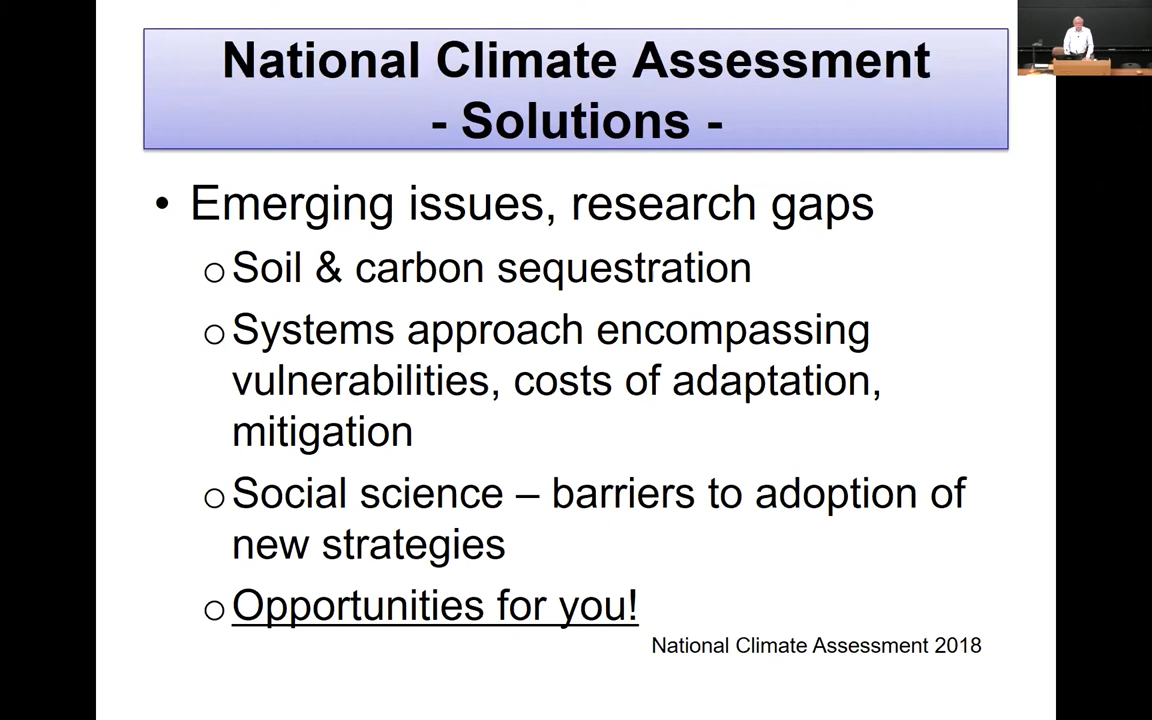 National Climate Assessment
- Solutions -
• Emerging issues, research gaps
o Soil & carbon sequestration
o Systems approach encompassing
vulnerabilities, costs of adaptation,
mitigation
o Social science – barriers to adoption of
new strategies
o Opportunities for you!
National Climate Assessment 2018